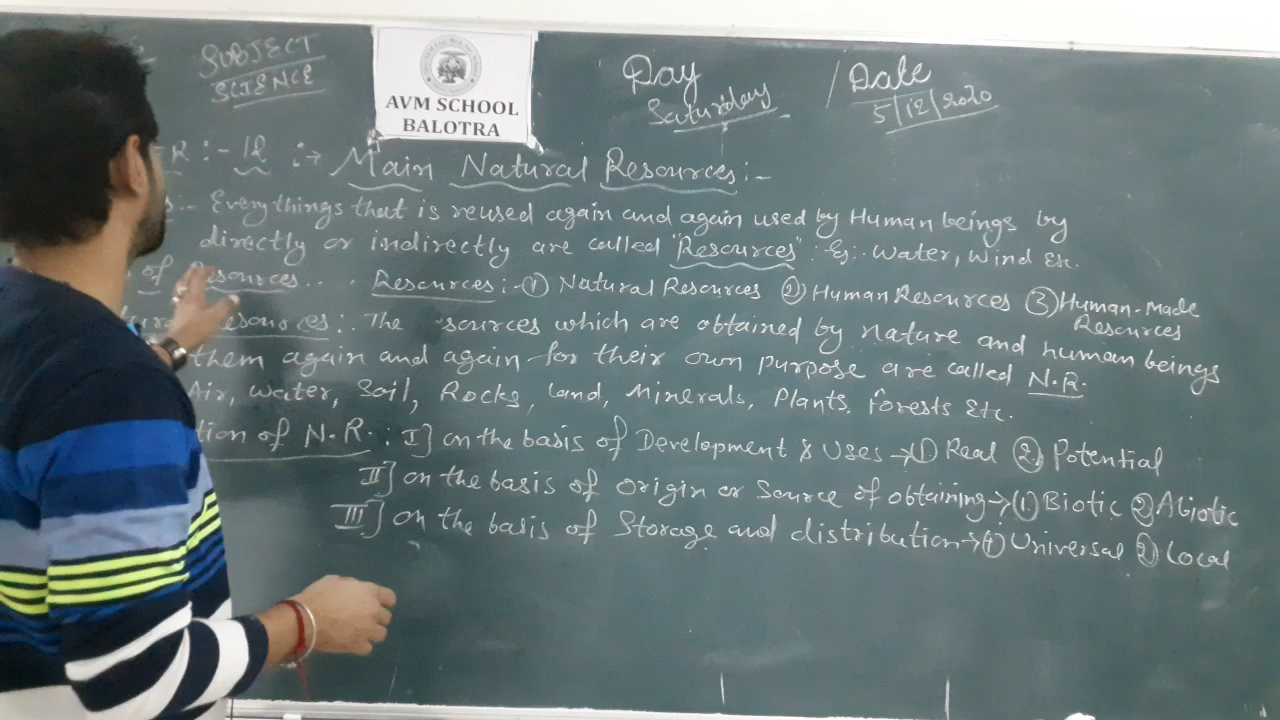 SUBJECT
SCIENCE
AVM SCHOOL
BALOTRA
Day
Saturday
/ Date
5/12/2020
R :- 12 :→ Main Natural Resources :-
s :- Everythings that is reused again and again used by Human beings by
directly or indirectly are called "Resources" : Eg:- Water, Wind Etc.
of Resources . . . Resources :- ① Natural Resources ② Human Resources ③ Human-made
Resources
Resources :- The sources which are obtained by nature and human beings
them again and again for their own purpose are called N.R.
Air, Water, Soil, Rocks, Land, Minerals, Plants. Forests Etc.
tion of N.R. : I] on the basis of Development & Uses → ① Real ② Potential
II] on the basis of origin or Source of obtaining → ① Biotic ② Abiotic
III] on the basis of Storage and distribution → ① Universal ② Local